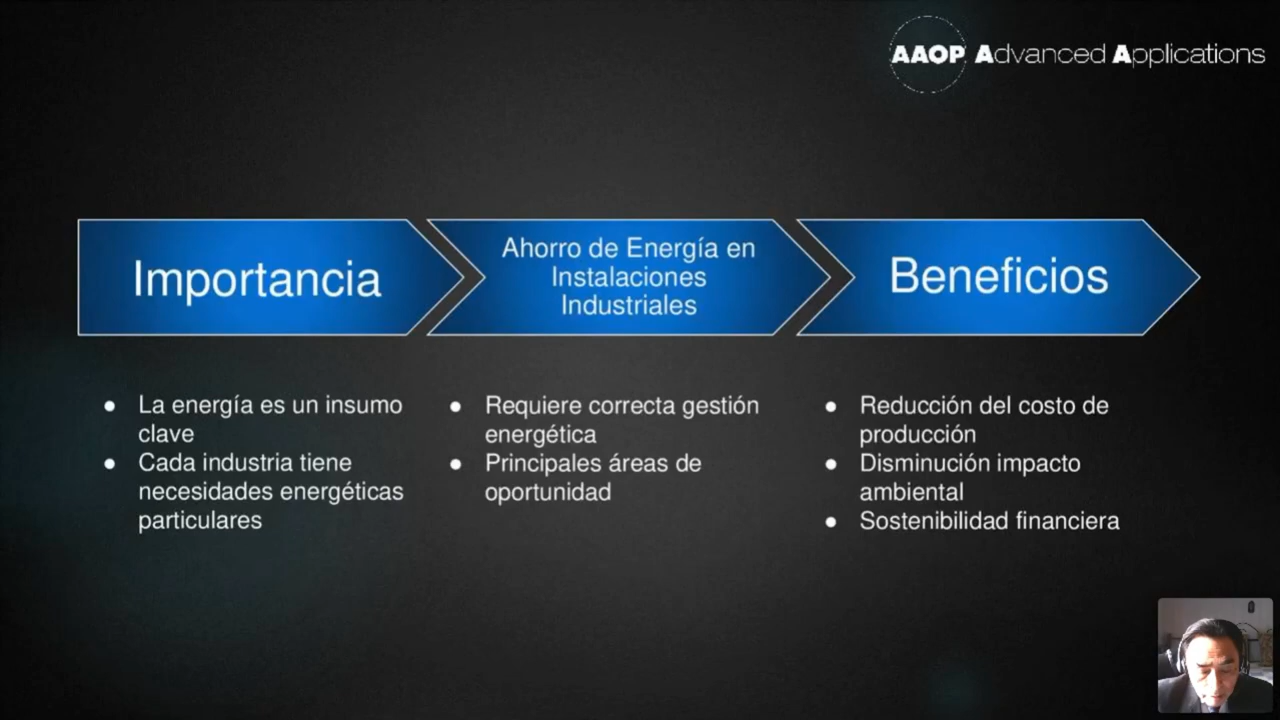 AAOP Advanced Applications
Importancia
Ahorro de Energía en
Instalaciones
Industriales
Beneficios
● La energía es un insumo
clave
● Cada industria tiene
necesidades energéticas
particulares
● Requiere correcta gestión
energética
● Principales áreas de
oportunidad
● Reducción del costo de
producción
● Disminución impacto
ambiental
● Sostenibilidad financiera